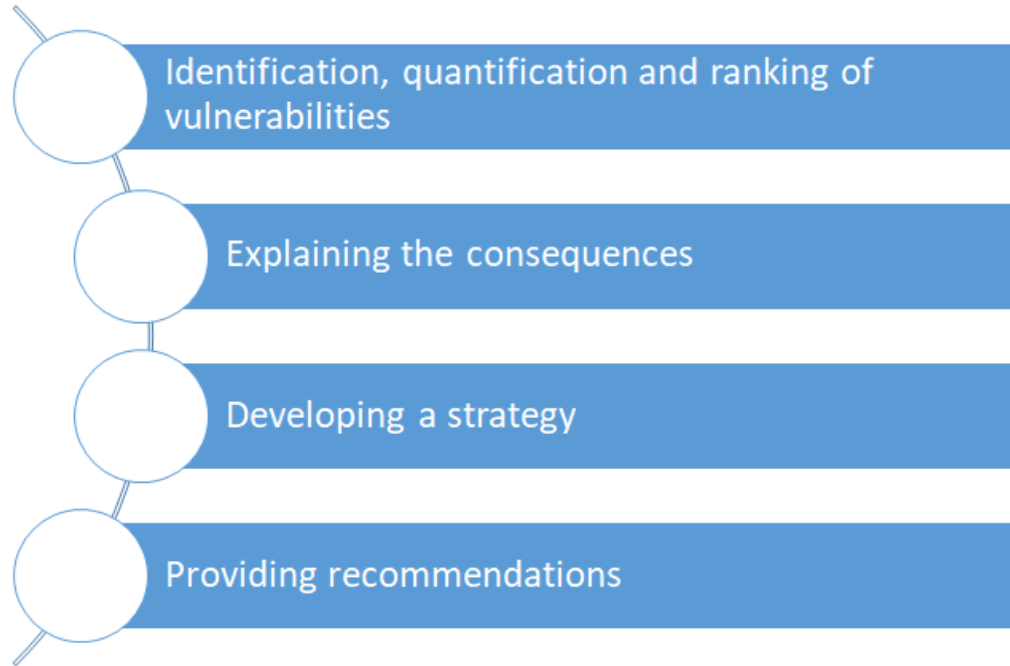 Identification, quantification and ranking of
vulnerabilities
Explaining the consequences
Developing a strategy
Providing recommendations